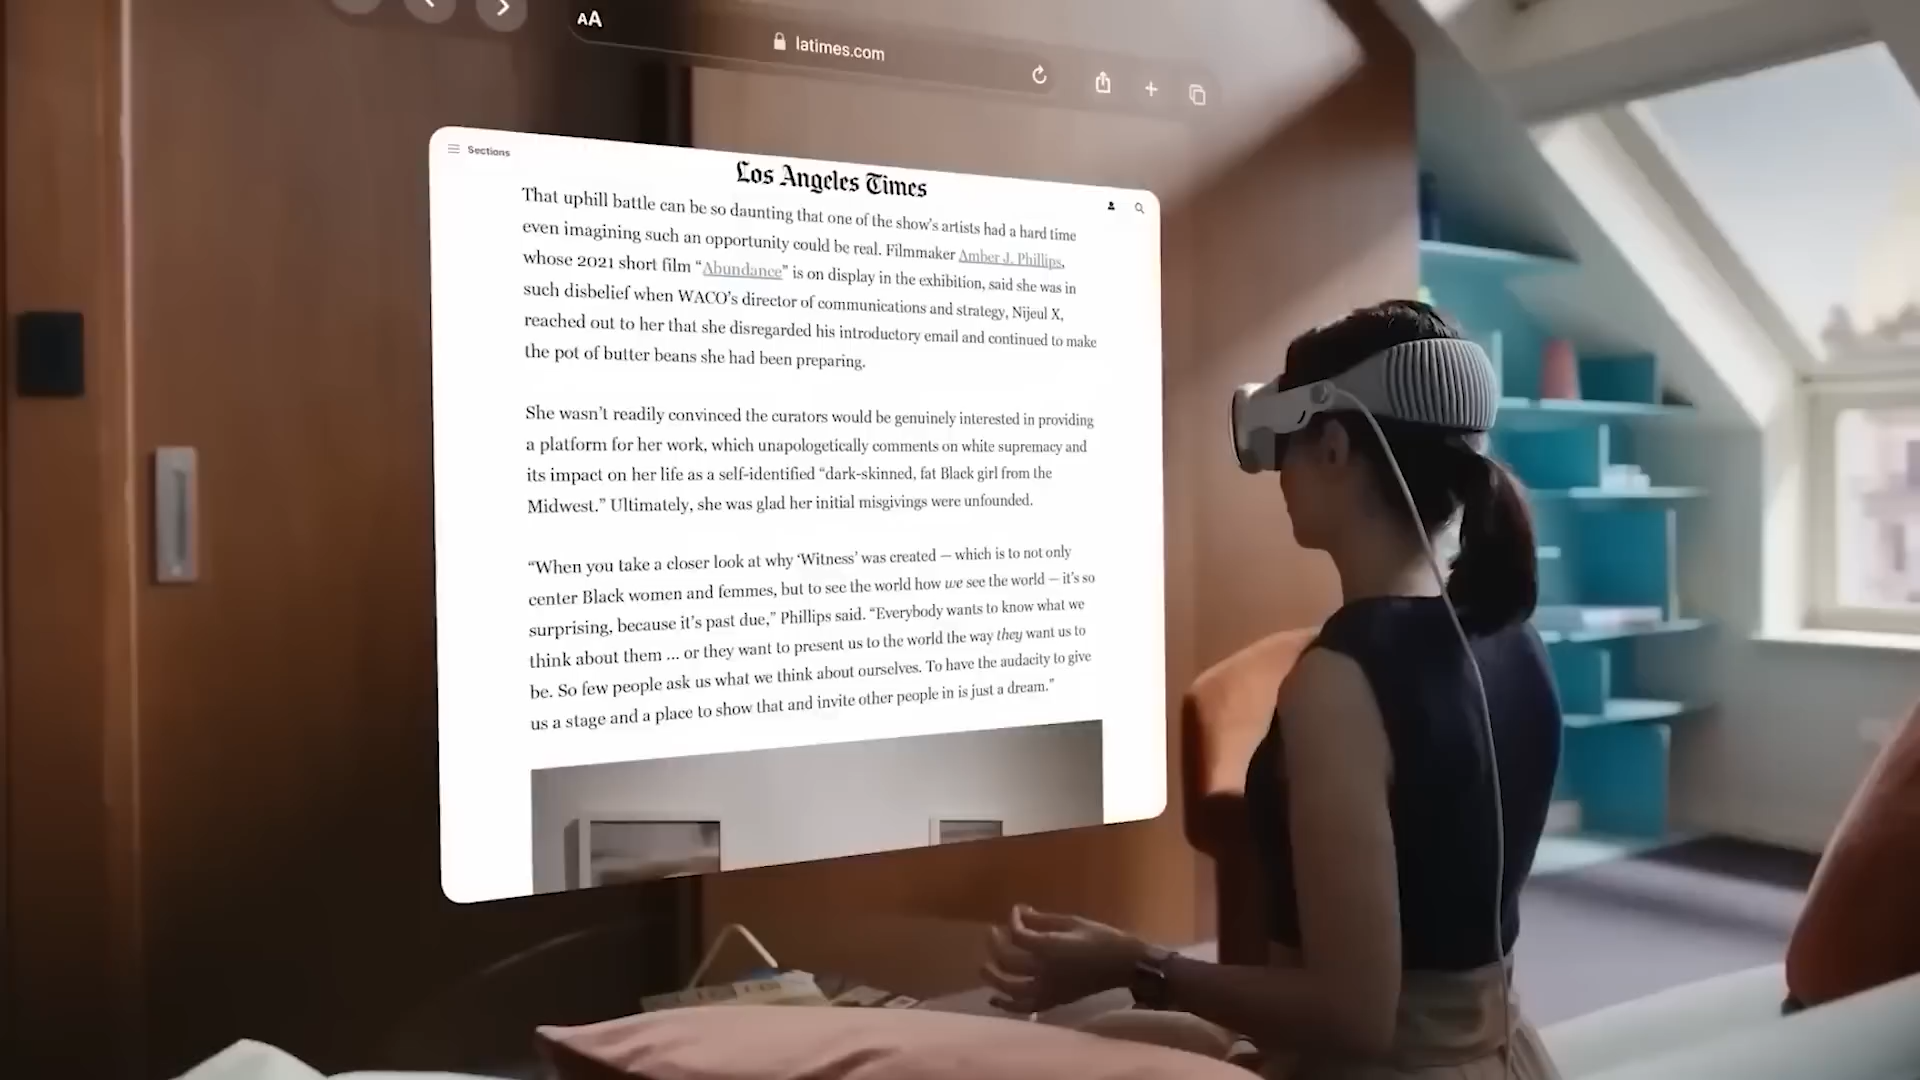 AA
latimes.com
Sections
Los Angeles Times
That uphill battle can be so daunting that one of the show's artists had a hard time
even imagining such an opportunity could be real. Filmmaker Amber J. Phillips,
whose 2021 short film “Abundance” is on display in the exhibition, said she was in
such disbelief when WACO’s director of communications and strategy, Nijeul X,
reached out to her that she disregarded his introductory email and continued to make
the pot of butter beans she had been preparing.
She wasn’t readily convinced the curators would be genuinely interested in providing
a platform for her work, which unapologetically comments on white supremacy and
its impact on her life as a self-identified “dark-skinned, fat Black girl from the
Midwest.” Ultimately, she was glad her initial misgivings were unfounded.
“When you take a closer look at why ‘Witness’ was created — which is to not only
center Black women and femmes, but to see the world how we see the world — it’s so
surprising, because it’s past due,” Phillips said. “Everybody wants to know what we
think about them ... or they want to present us to the world the way they want us to
be. So few people ask us what we think about ourselves. To have the audacity to give
us a stage and a place to show that and invite other people in is just a dream.”